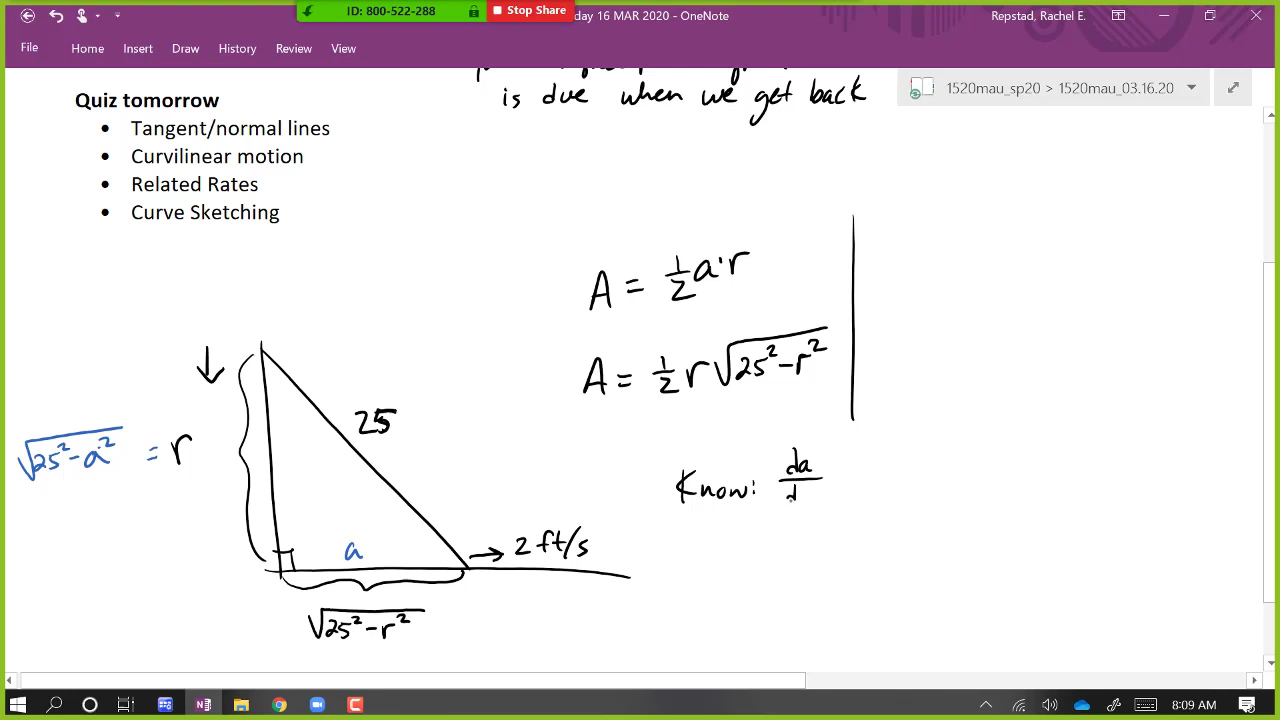 ID: 800-522-288
Stop Share
day 16 MAR 2020 - OneNote
Repstad, Rachel E.
File Home Insert Draw History Review View
is due when we get back
1520mau_sp20 > 1520mau_03.16.20
Quiz tomorrow
• Tangent/normal lines
• Curvilinear motion
• Related Rates
• Curve Sketching
A = 1/2 a·r
A = 1/2 r√(25²-r²)
25
√(25²-a²) = r
Know: da
a
→ 2 ft/s
√(25²-r²)
8:09 AM